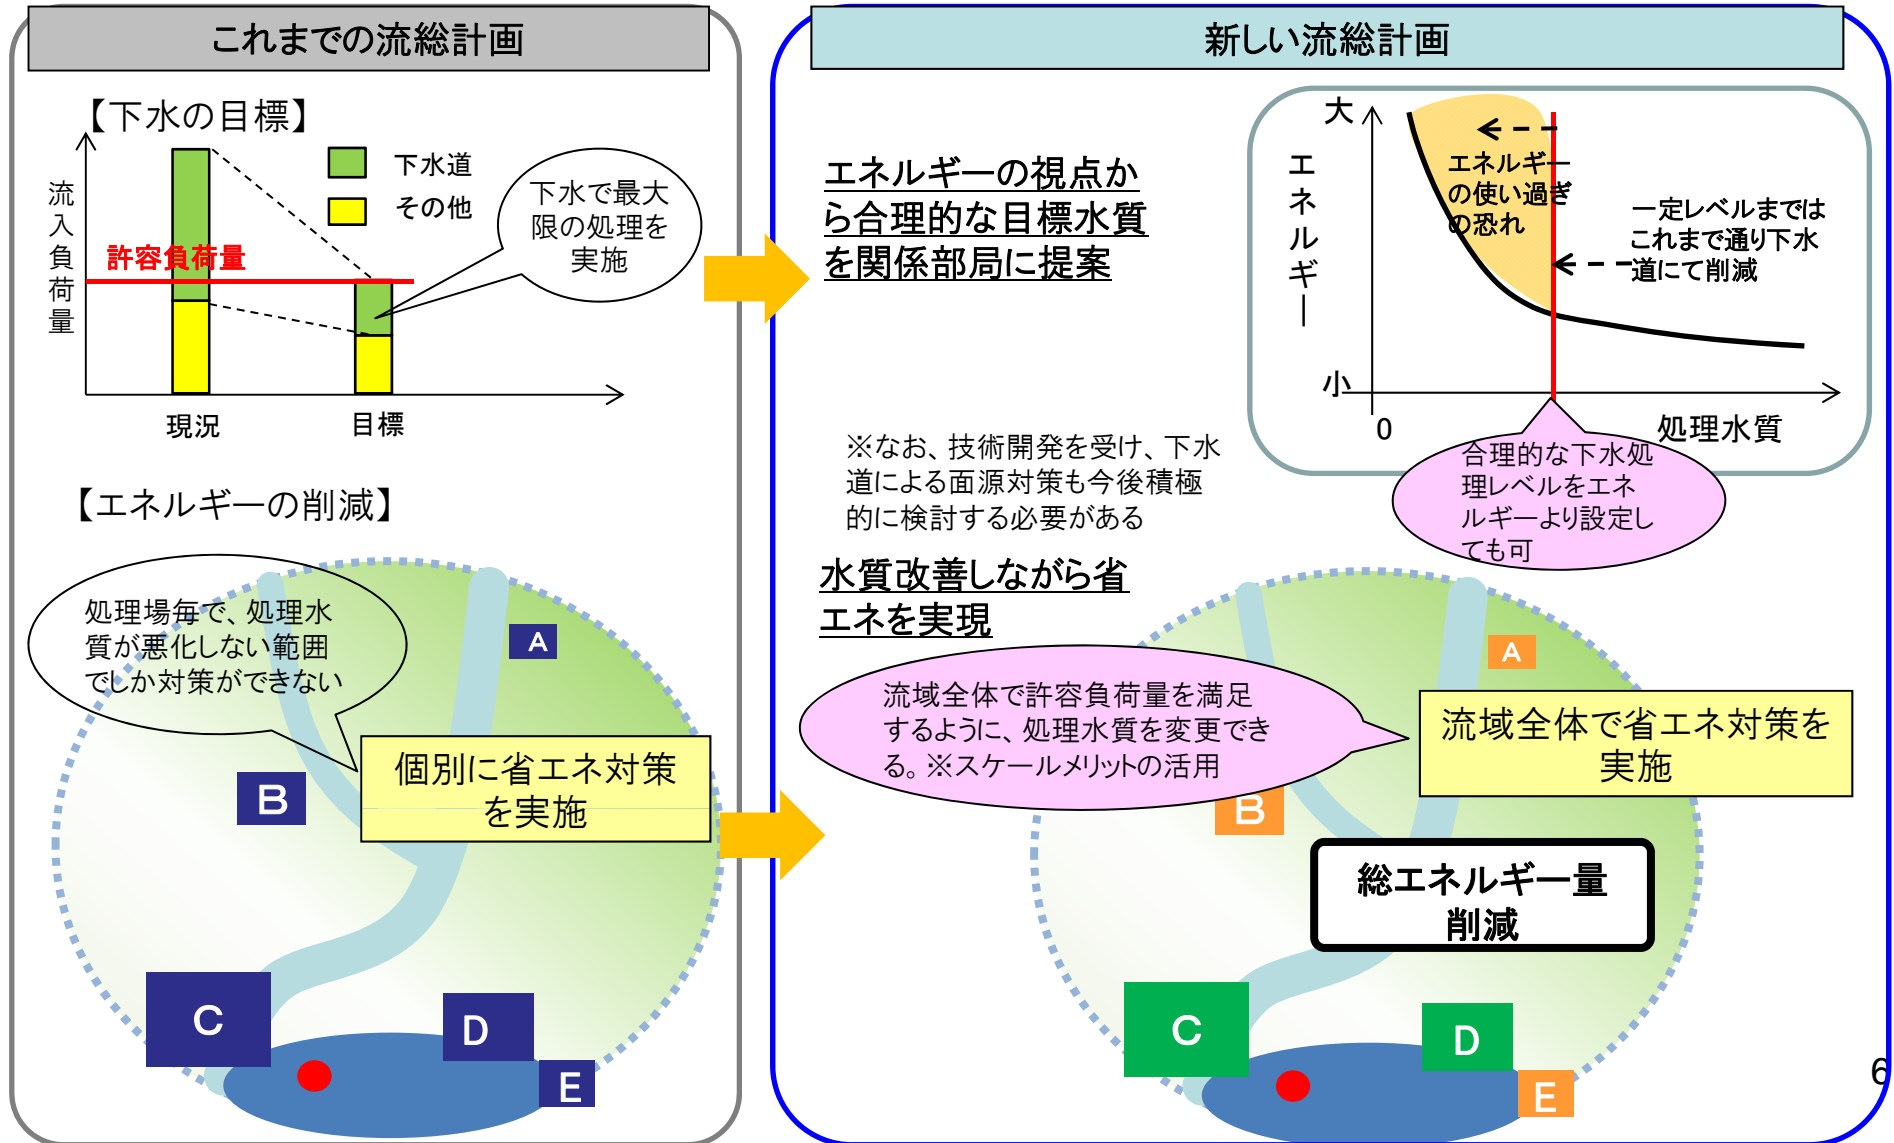 これまでの流総計画
【下水の目標】
流入負荷量
下水道
その他
許容負荷量
下水で最大
限の処理を
実施
現況
目標
【エネルギーの削減】
処理場毎で、処理水
質が悪化しない範囲
でしか対策ができない
A
個別に省エネ対策
を実施
B
C
D
E
新しい流総計画
エネルギーの視点か
ら合理的な目標水質
を関係部局に提案
大
エネルギー
小
0
エネルギー
の使い過ぎ
の恐れ
一定レベルまでは
これまで通り下水
道にて削減
処理水質
合理的な下水処
理レベルをエネ
ルギーより設定し
ても可
※なお、技術開発を受け、下水
道による面源対策も今後積極
的に検討する必要がある
水質改善しながら省
エネを実現
A
流域全体で許容負荷量を満足
するように、処理水質を変更でき
る。※スケールメリットの活用
流域全体で省エネ対策を
実施
B
総エネルギー量
削減
C
D
E
6